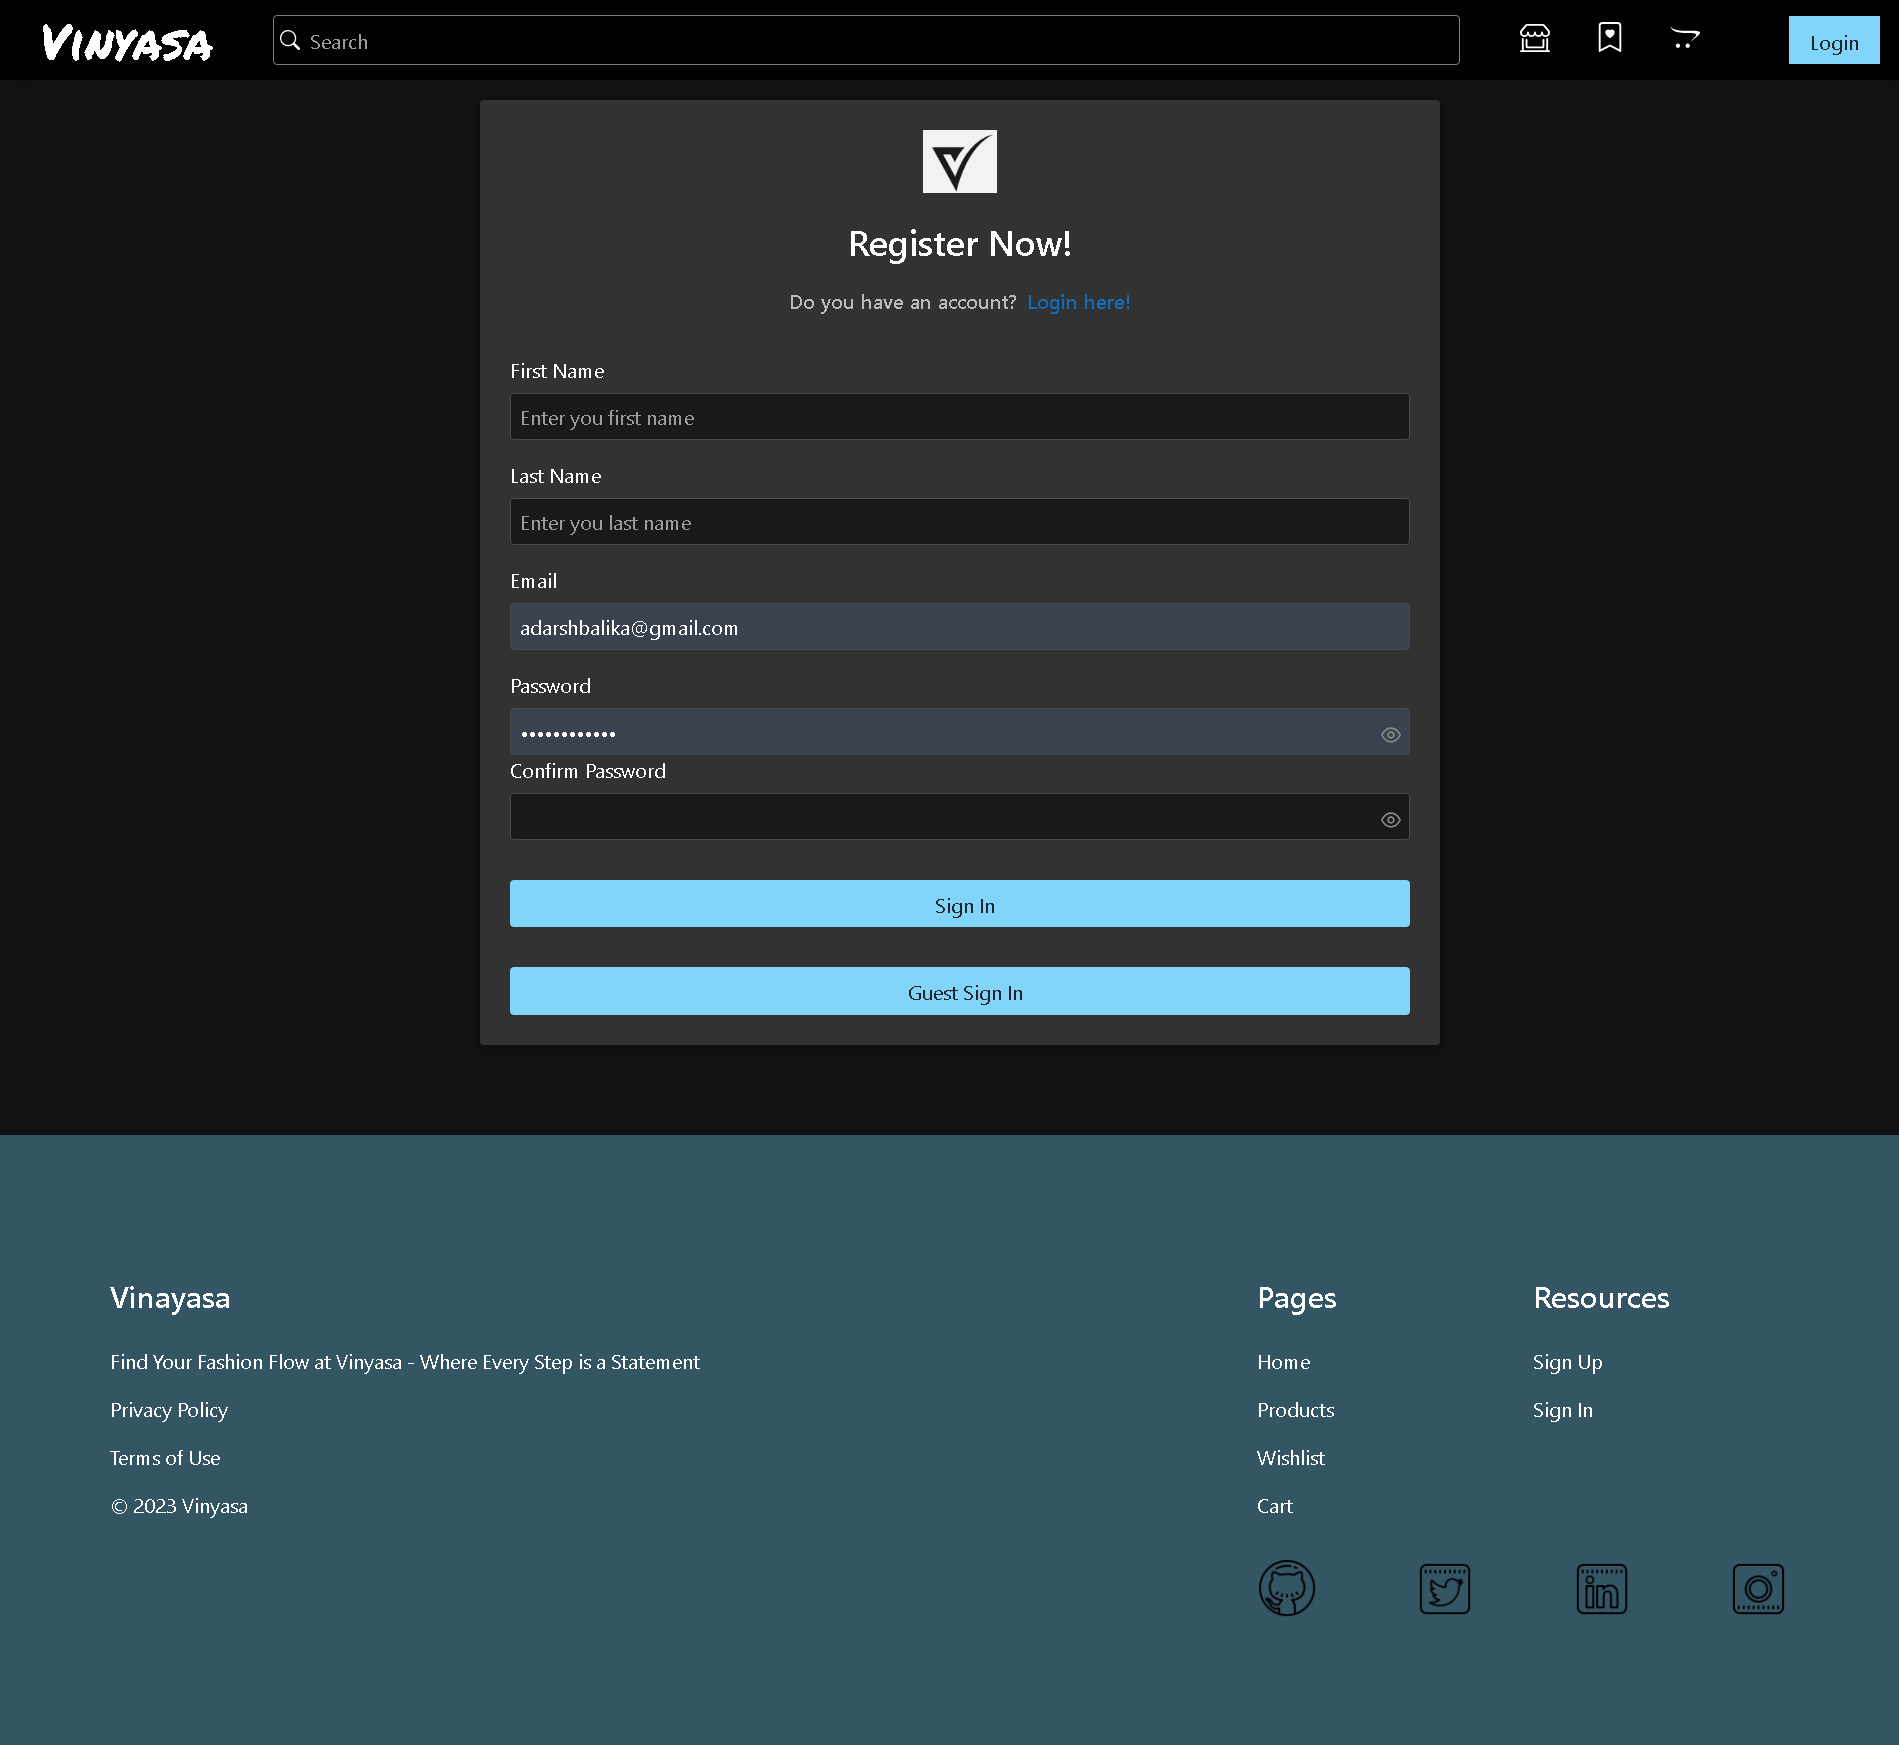 Vinyasa
Search
Login
Register Now!
Do you have an account? Login here!
First Name
Enter you first name
Last Name
Enter you last name
Email
adarshbalika@gmail.com
Password
••••••••••••
Confirm Password
Sign In
Guest Sign In
Vinayasa
Find Your Fashion Flow at Vinyasa - Where Every Step is a Statement
Privacy Policy
Terms of Use
© 2023 Vinyasa
Pages
Home
Products
Wishlist
Cart
Resources
Sign Up
Sign In
in